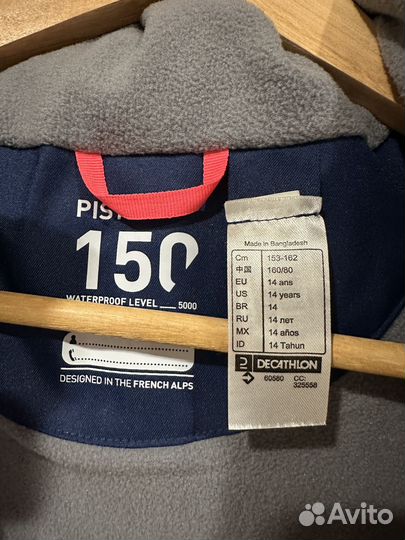 PIST
150
WATERPROOF LEVEL ___ 5000
DESIGNED IN THE FRENCH ALPS
Made in Bangladesh
Cm 153-162
中国 160/80
EU 14 ans
US 14 years
BR 14
RU 14 лет
MX 14 años
ID 14 Tahun
DECATHLON
60580 CC:
325558
Avito